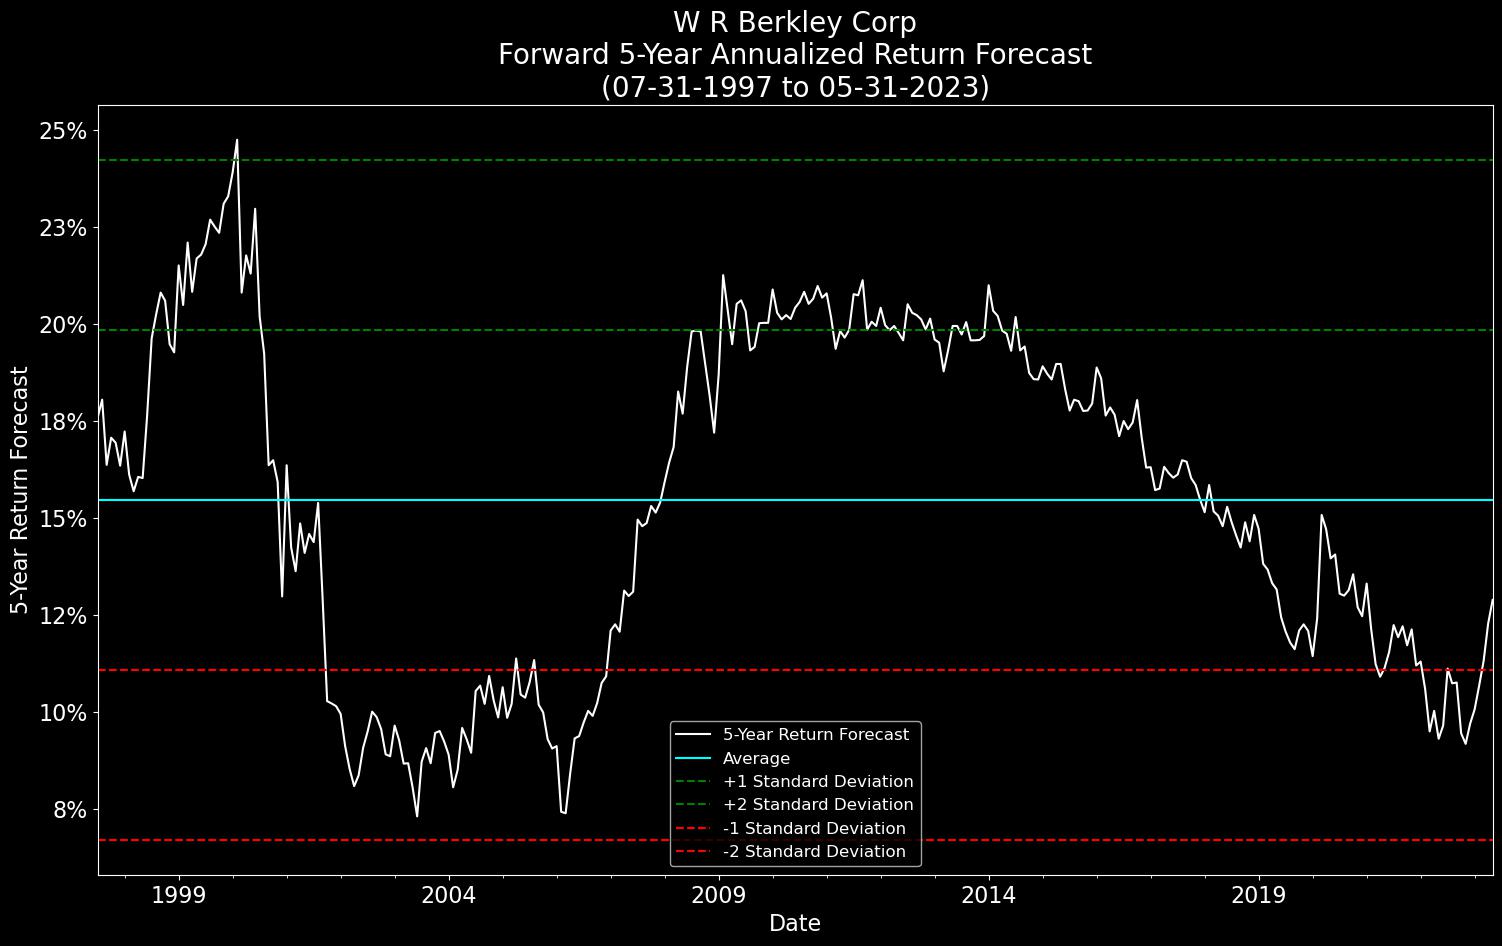 W R Berkley Corp
Forward 5-Year Annualized Return Forecast
(07-31-1997 to 05-31-2023)
25%
23%
20%
18%
15%
12%
10%
8%
5-Year Return Forecast
5-Year Return Forecast
Average
+1 Standard Deviation
+2 Standard Deviation
-1 Standard Deviation
-2 Standard Deviation
1999
2004
2009
2014
2019
Date